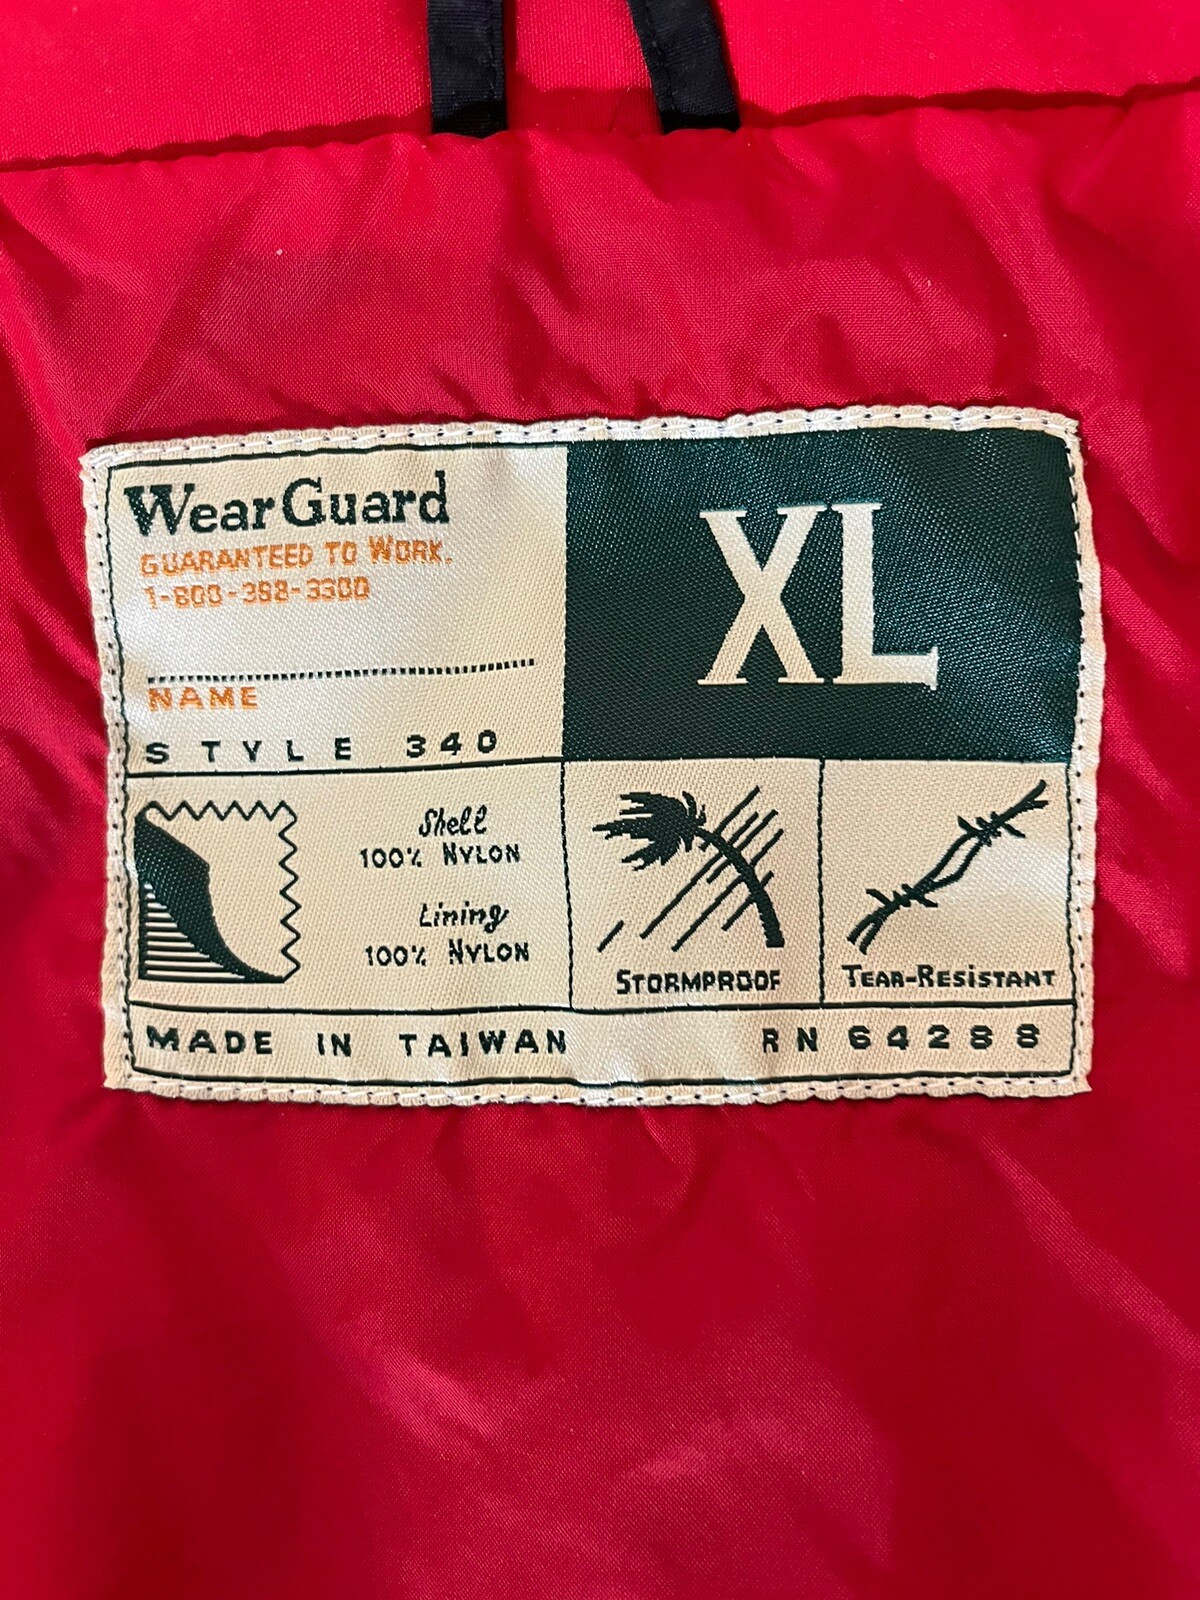 WearGuard
GUARANTEED TO WORK.
1-800-388-3300
NAME
STYLE 340
XL
Shell
100% NYLON
Lining
100% NYLON
STORMPROOF
TEAR-RESISTANT
MADE IN TAIWAN
RN 64288